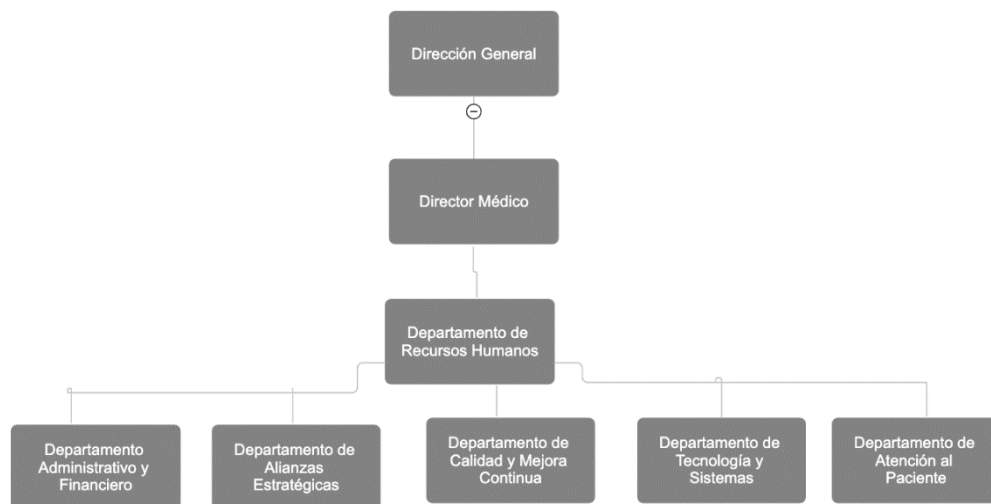 Dirección General
Director Médico
Departamento de
Recursos Humanos
Departamento
Administrativo y
Financiero
Departamento de
Alianzas
Estratégicas
Departamento de
Calidad y Mejora
Continua
Departamento de
Tecnología y
Sistemas
Departamento de
Atención al
Paciente